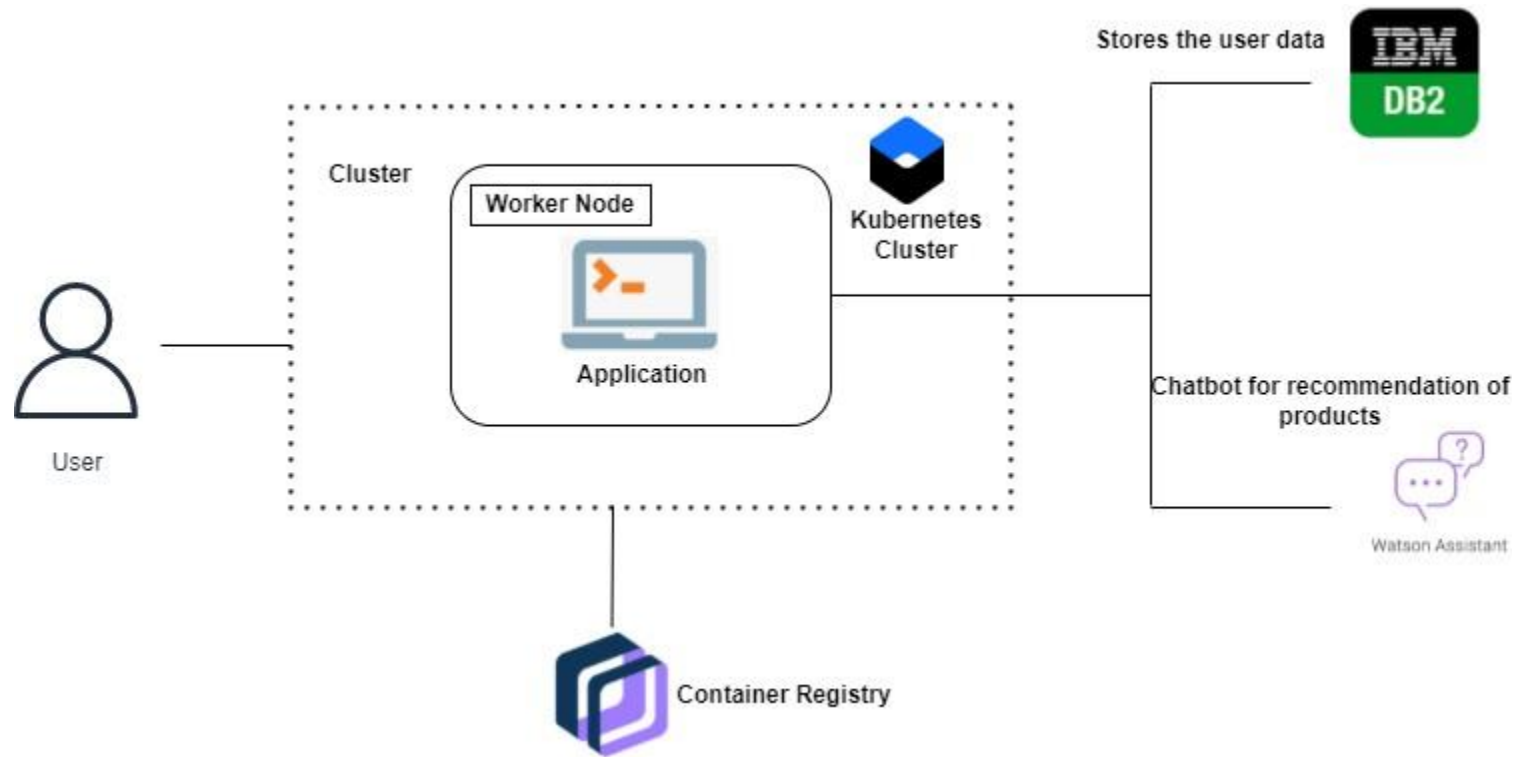 Stores the user data
IBM
DB2
Cluster
Worker Node
Kubernetes
Cluster
Application
User
Chatbot for recommendation of
products
?
Watson Assistant
Container Registry